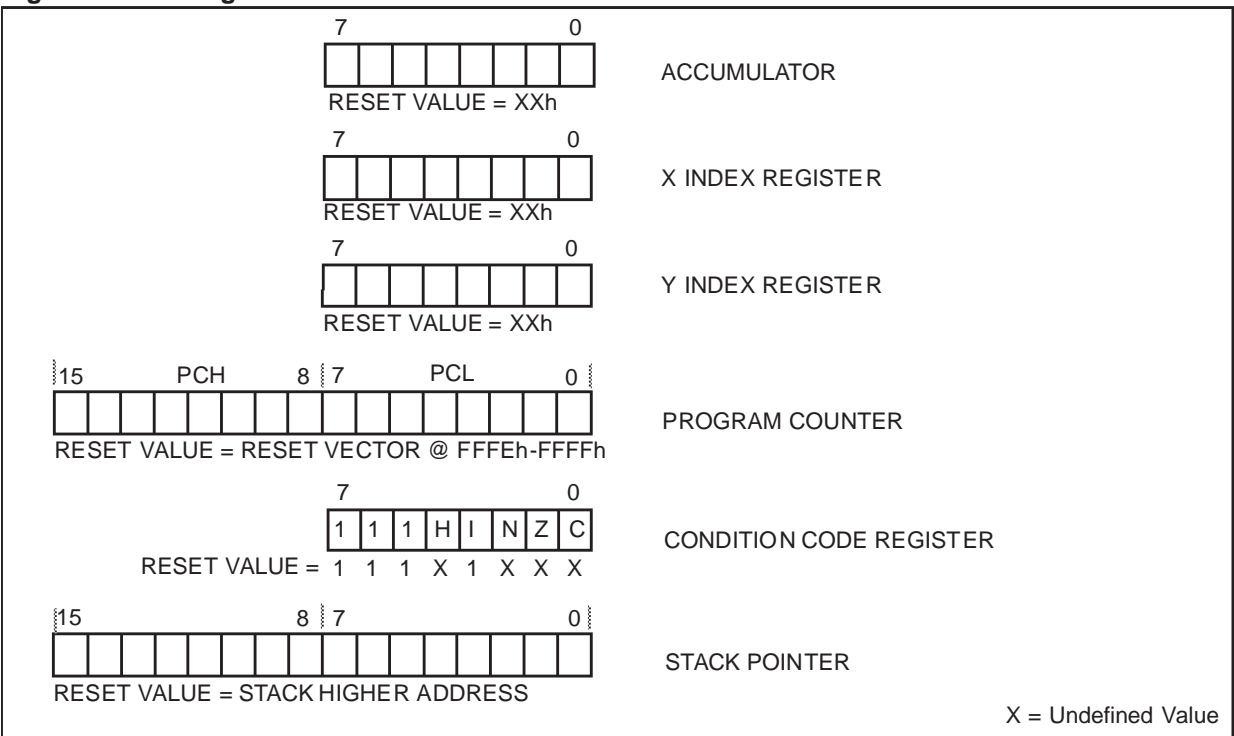 7 0
ACCUMULATOR
RESET VALUE = XXh
7 0
X INDEX REGISTER
RESET VALUE = XXh
7 0
Y INDEX REGISTER
RESET VALUE = XXh
15 PCH 8 7 PCL 0
PROGRAM COUNTER
RESET VALUE = RESET VECTOR @ FFFEh-FFFFh
7 0
1 1 1 H I N Z C
CONDITION CODE REGISTER
RESET VALUE = 1 1 1 X 1 X X X
15 8 7 0
STACK POINTER
RESET VALUE = STACK HIGHER ADDRESS
X = Undefined Value